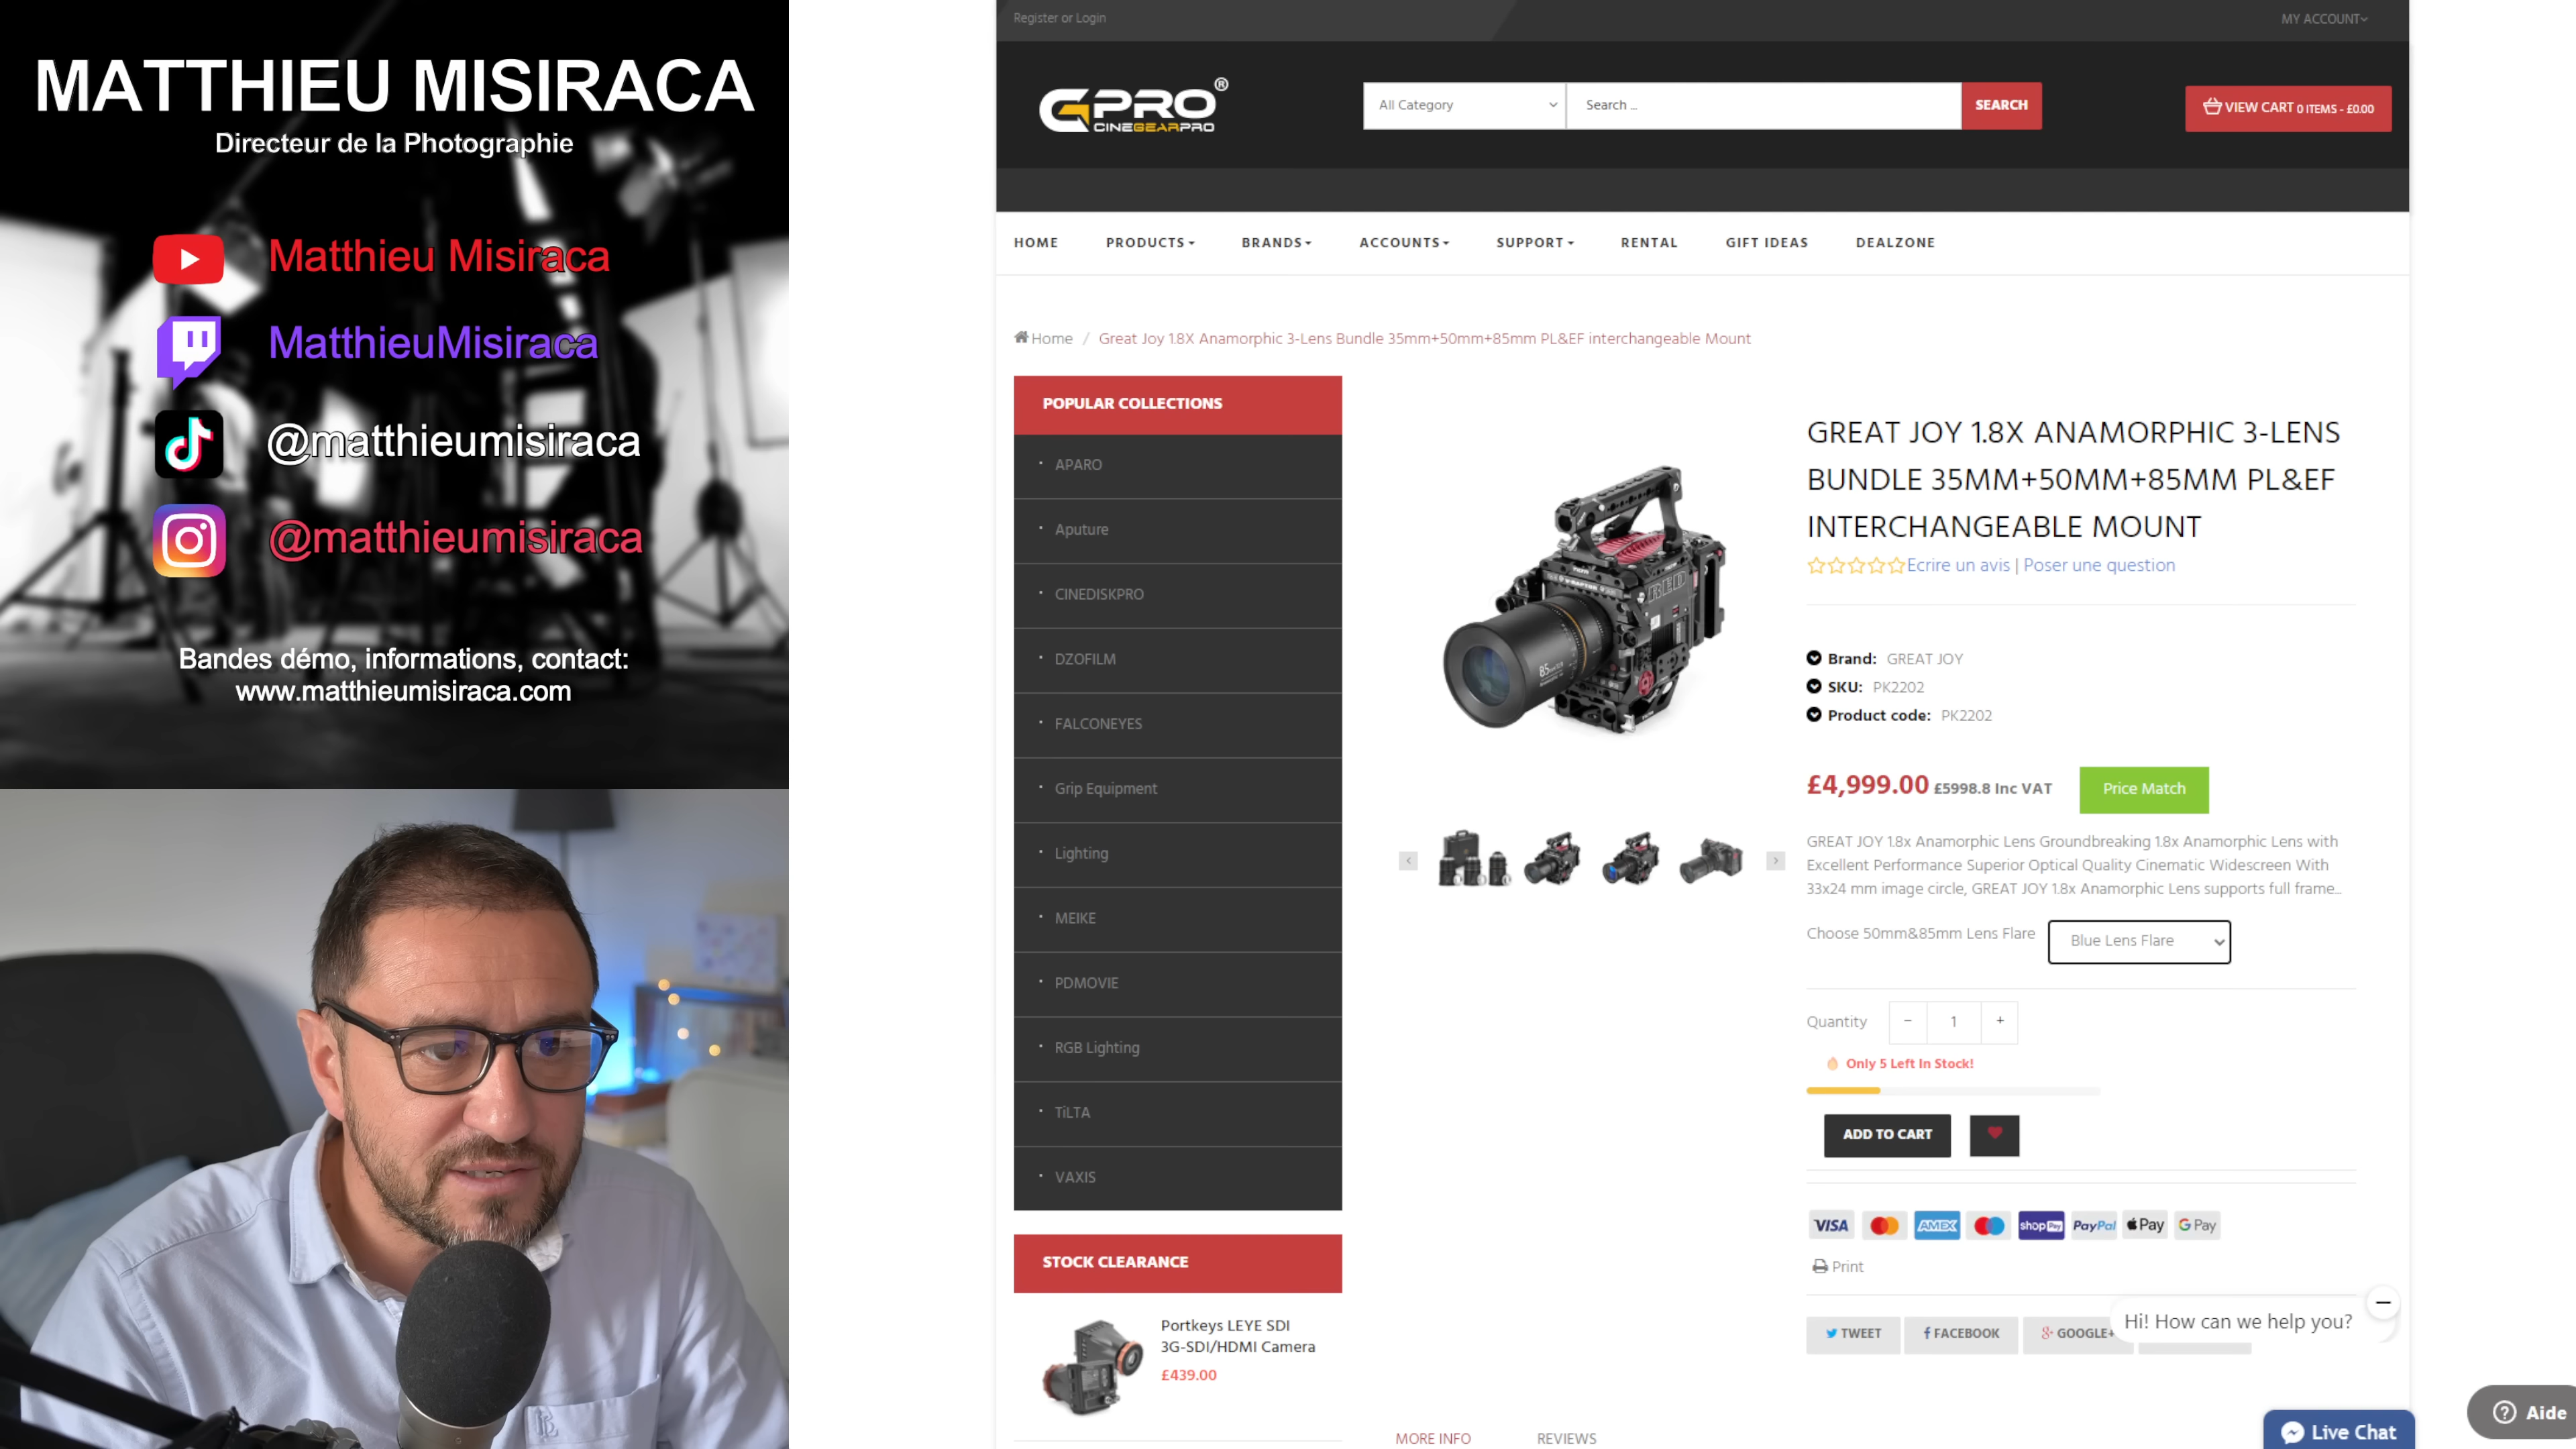 MATTHIEU MISIRACA
Directeur de la Photographie
Matthieu Misiraca
MatthieuMisiraca
@matthieumisiraca
@matthieumisiraca
Bandes démo, informations, contact:
www.matthieumisiraca.com
Register or Login
MY ACCOUNT
GPRO®
CINEGEARPRO
All Category
Search ...
SEARCH
VIEW CART 0 ITEMS - £0.00
HOME
PRODUCTS
BRANDS
ACCOUNTS
SUPPORT
RENTAL
GIFT IDEAS
DEALZONE
Home / Great Joy 1.8X Anamorphic 3-Lens Bundle 35mm+50mm+85mm PL&EF interchangeable Mount
POPULAR COLLECTIONS
APARO
Aputure
CINEDISKPRO
DZOFILM
FALCONEYES
Grip Equipment
Lighting
MEIKE
PDMOVIE
RGB Lighting
TiLTA
VAXIS
STOCK CLEARANCE
Portkeys LEYE SDI
3G-SDI/HDMI Camera
£439.00
RED
85
GREAT JOY 1.8X ANAMORPHIC 3-LENS
BUNDLE 35MM+50MM+85MM PL&EF
INTERCHANGEABLE MOUNT
Ecrire un avis | Poser une question
Brand: GREAT JOY
SKU: PK2202
Product code: PK2202
£4,999.00 £5998.8 Inc VAT
Price Match
GREAT JOY 1.8x Anamorphic Lens Groundbreaking 1.8x Anamorphic Lens with
Excellent Performance Superior Optical Quality Cinematic Widescreen With
33x24 mm image circle, GREAT JOY 1.8x Anamorphic Lens supports full frame...
Choose 50mm&85mm Lens Flare
Blue Lens Flare
Quantity
- 1 +
Only 5 Left In Stock!
ADD TO CART
VISA
AMEX
shop Pay
PayPal
Pay
G Pay
Print
TWEET
FACEBOOK
GOOGLE+
Hi! How can we help you?
MORE INFO
REVIEWS
Live Chat
Aide